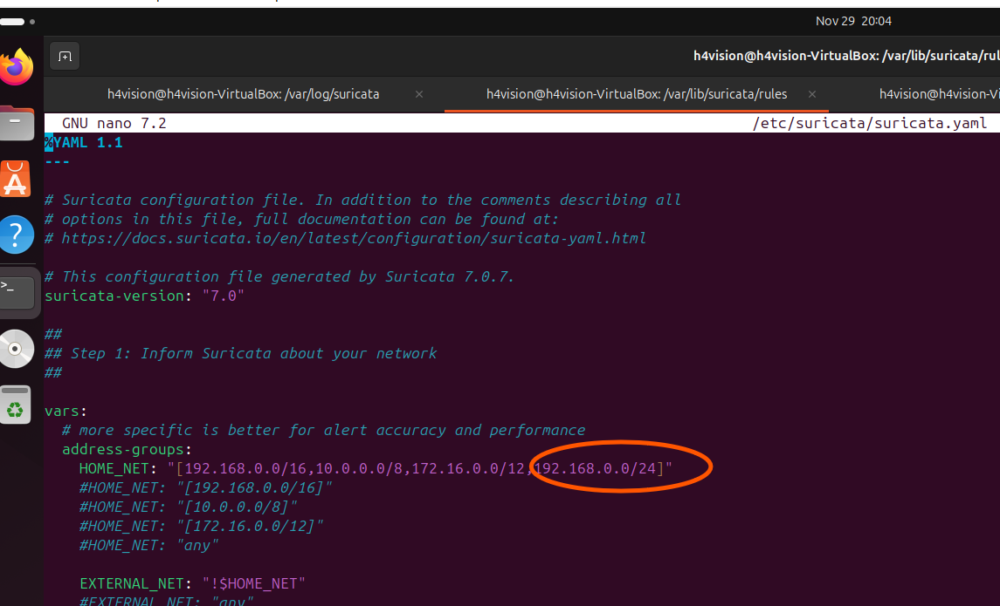 Nov 29 20:04
h4vision@h4vision-VirtualBox: /var/lib/suricata/rul
h4vision@h4vision-VirtualBox: /var/log/suricata × h4vision@h4vision-VirtualBox: /var/lib/suricata/rules × h4vision@h4vision-Vi
GNU nano 7.2 /etc/suricata/suricata.yaml
%YAML 1.1
---
# Suricata configuration file. In addition to the comments describing all
# options in this file, full documentation can be found at:
# https://docs.suricata.io/en/latest/configuration/suricata-yaml.html
# This configuration file generated by Suricata 7.0.7.
suricata-version: "7.0"
##
## Step 1: Inform Suricata about your network
##
vars:
# more specific is better for alert accuracy and performance
address-groups:
HOME_NET: "[192.168.0.0/16,10.0.0.0/8,172.16.0.0/12,192.168.0.0/24]"
#HOME_NET: "[192.168.0.0/16]"
#HOME_NET: "[10.0.0.0/8]"
#HOME_NET: "[172.16.0.0/12]"
#HOME_NET: "any"
EXTERNAL_NET: "!$HOME_NET"
#EXTERNAL_NET: "any"